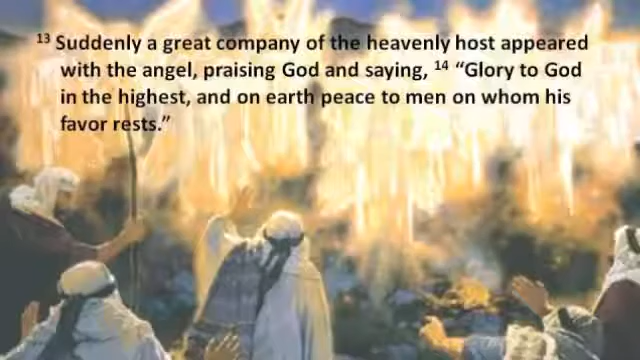 13 Suddenly a great company of the heavenly host appeared
with the angel, praising God and saying, 14 “Glory to God
in the highest, and on earth peace to men on whom his
favor rests.”